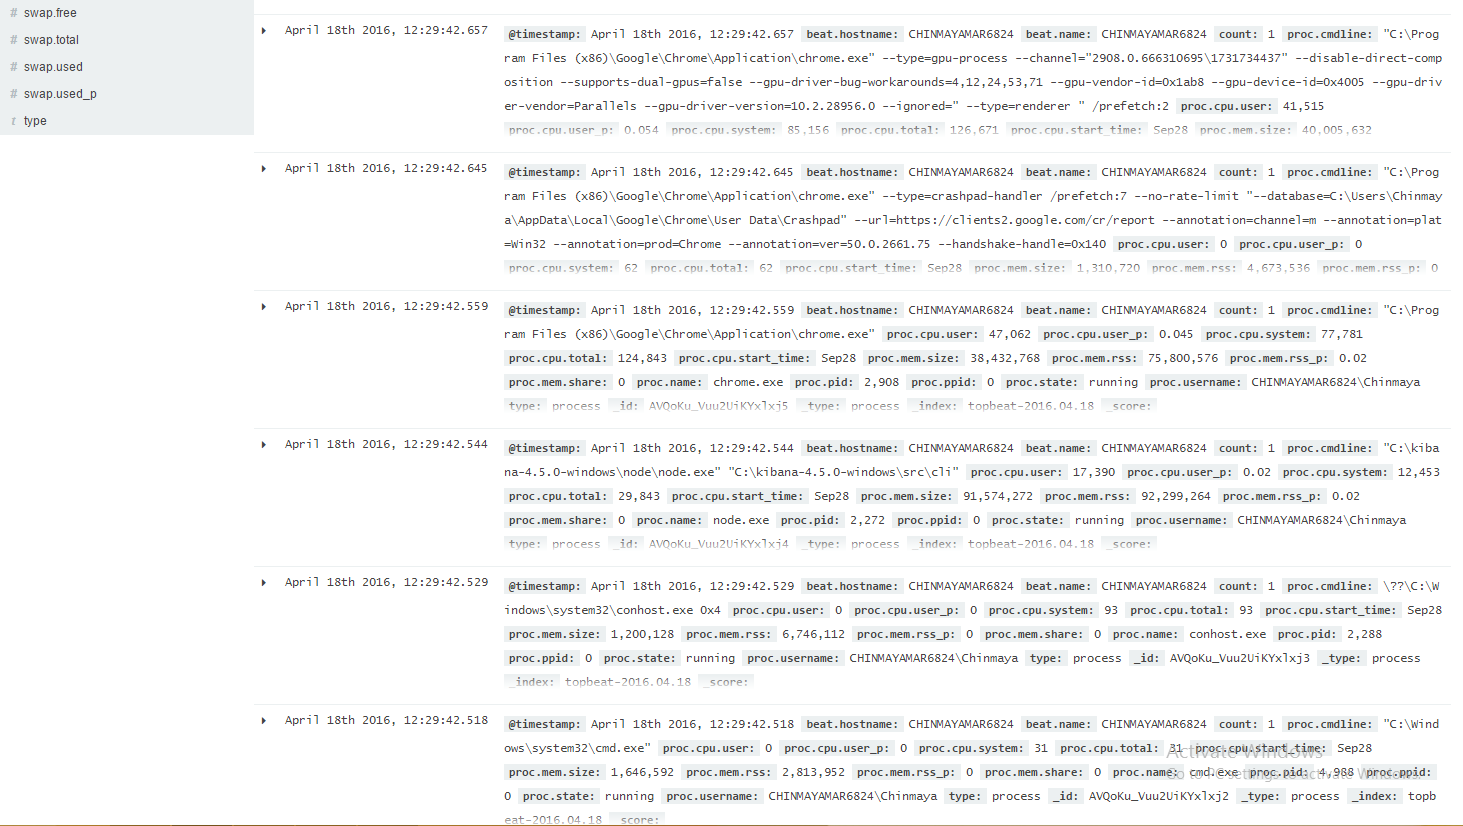 # swap.free
# swap.total
# swap.used
# swap.used_p
t type
April 18th 2016, 12:29:42.657
@timestamp: April 18th 2016, 12:29:42.657 beat.hostname: CHINMAYAMAR6824 beat.name: CHINMAYAMAR6824 count: 1 proc.cmdline: "C:\Prog
ram Files (x86)\Google\Chrome\Application\chrome.exe" --type=gpu-process --channel="2908.0.666310695\1731734437" --disable-direct-comp
osition --supports-dual-gpus=false --gpu-driver-bug-workarounds=4,12,24,53,71 --gpu-vendor-id=0x1ab8 --gpu-device-id=0x4005 --gpu-driv
er-vendor=Parallels --gpu-driver-version=10.2.28956.0 --ignored=" --type=renderer " /prefetch:2 proc.cpu.user: 41,515
proc.cpu.user_p: 0.054 proc.cpu.system: 85,156 proc.cpu.total: 126,671 proc.cpu.start_time: Sep28 proc.mem.size: 40,005,632
April 18th 2016, 12:29:42.645
@timestamp: April 18th 2016, 12:29:42.645 beat.hostname: CHINMAYAMAR6824 beat.name: CHINMAYAMAR6824 count: 1 proc.cmdline: "C:\Prog
ram Files (x86)\Google\Chrome\Application\chrome.exe" --type=crashpad-handler /prefetch:7 --no-rate-limit "--database=C:\Users\Chinmay
a\AppData\Local\Google\Chrome\User Data\Crashpad" --url=https://clients2.google.com/cr/report --annotation=channel=m --annotation=plat
=Win32 --annotation=prod=Chrome --annotation=ver=50.0.2661.75 --handshake-handle=0x140 proc.cpu.user: 0 proc.cpu.user_p: 0
proc.cpu.system: 62 proc.cpu.total: 62 proc.cpu.start_time: Sep28 proc.mem.size: 1,310,720 proc.mem.rss: 4,673,536 proc.mem.rss_p: 0
April 18th 2016, 12:29:42.559
@timestamp: April 18th 2016, 12:29:42.559 beat.hostname: CHINMAYAMAR6824 beat.name: CHINMAYAMAR6824 count: 1 proc.cmdline: "C:\Prog
ram Files (x86)\Google\Chrome\Application\chrome.exe" proc.cpu.user: 47,062 proc.cpu.user_p: 0.045 proc.cpu.system: 77,781
proc.cpu.total: 124,843 proc.cpu.start_time: Sep28 proc.mem.size: 38,432,768 proc.mem.rss: 75,800,576 proc.mem.rss_p: 0.02
proc.mem.share: 0 proc.name: chrome.exe proc.pid: 2,908 proc.ppid: 0 proc.state: running proc.username: CHINMAYAMAR6824\Chinmaya
type: process _id: AVQoKu_Vuu2UiKYxlxj5 _type: process _index: topbeat-2016.04.18 _score:
April 18th 2016, 12:29:42.544
@timestamp: April 18th 2016, 12:29:42.544 beat.hostname: CHINMAYAMAR6824 beat.name: CHINMAYAMAR6824 count: 1 proc.cmdline: "C:\kiba
na-4.5.0-windows\node\node.exe" "C:\kibana-4.5.0-windows\src\cli" proc.cpu.user: 17,390 proc.cpu.user_p: 0.02 proc.cpu.system: 12,453
proc.cpu.total: 29,843 proc.cpu.start_time: Sep28 proc.mem.size: 91,574,272 proc.mem.rss: 92,299,264 proc.mem.rss_p: 0.02
proc.mem.share: 0 proc.name: node.exe proc.pid: 2,272 proc.ppid: 0 proc.state: running proc.username: CHINMAYAMAR6824\Chinmaya
type: process _id: AVQoKu_Vuu2UiKYxlxj4 _type: process _index: topbeat-2016.04.18 _score:
April 18th 2016, 12:29:42.529
@timestamp: April 18th 2016, 12:29:42.529 beat.hostname: CHINMAYAMAR6824 beat.name: CHINMAYAMAR6824 count: 1 proc.cmdline: \??\C:\W
indows\system32\conhost.exe 0x4 proc.cpu.user: 0 proc.cpu.user_p: 0 proc.cpu.system: 93 proc.cpu.total: 93 proc.cpu.start_time: Sep28
proc.mem.size: 1,200,128 proc.mem.rss: 6,746,112 proc.mem.rss_p: 0 proc.mem.share: 0 proc.name: conhost.exe proc.pid: 2,288
proc.ppid: 0 proc.state: running proc.username: CHINMAYAMAR6824\Chinmaya type: process _id: AVQoKu_Vuu2UiKYxlxj3 _type: process
_index: topbeat-2016.04.18 _score:
April 18th 2016, 12:29:42.518
@timestamp: April 18th 2016, 12:29:42.518 beat.hostname: CHINMAYAMAR6824 beat.name: CHINMAYAMAR6824 count: 1 proc.cmdline: "C:\Wind
ows\system32\cmd.exe" proc.cpu.user: 0 proc.cpu.user_p: 0 proc.cpu.system: 31 proc.cpu.total: 31 proc.cpu.start_time: Sep28
Activate Windows
proc.mem.size: 1,646,592 proc.mem.rss: 2,813,952 proc.mem.rss_p: 0 proc.mem.share: 0 proc.name: cmd.exe proc.pid: 4,988 proc.ppid:
Go to PC settings to activate Windows.
0 proc.state: running proc.username: CHINMAYAMAR6824\Chinmaya type: process _id: AVQoKu_Vuu2UiKYxlxj2 _type: process _index: topb
eat-2016.04.18 _score: